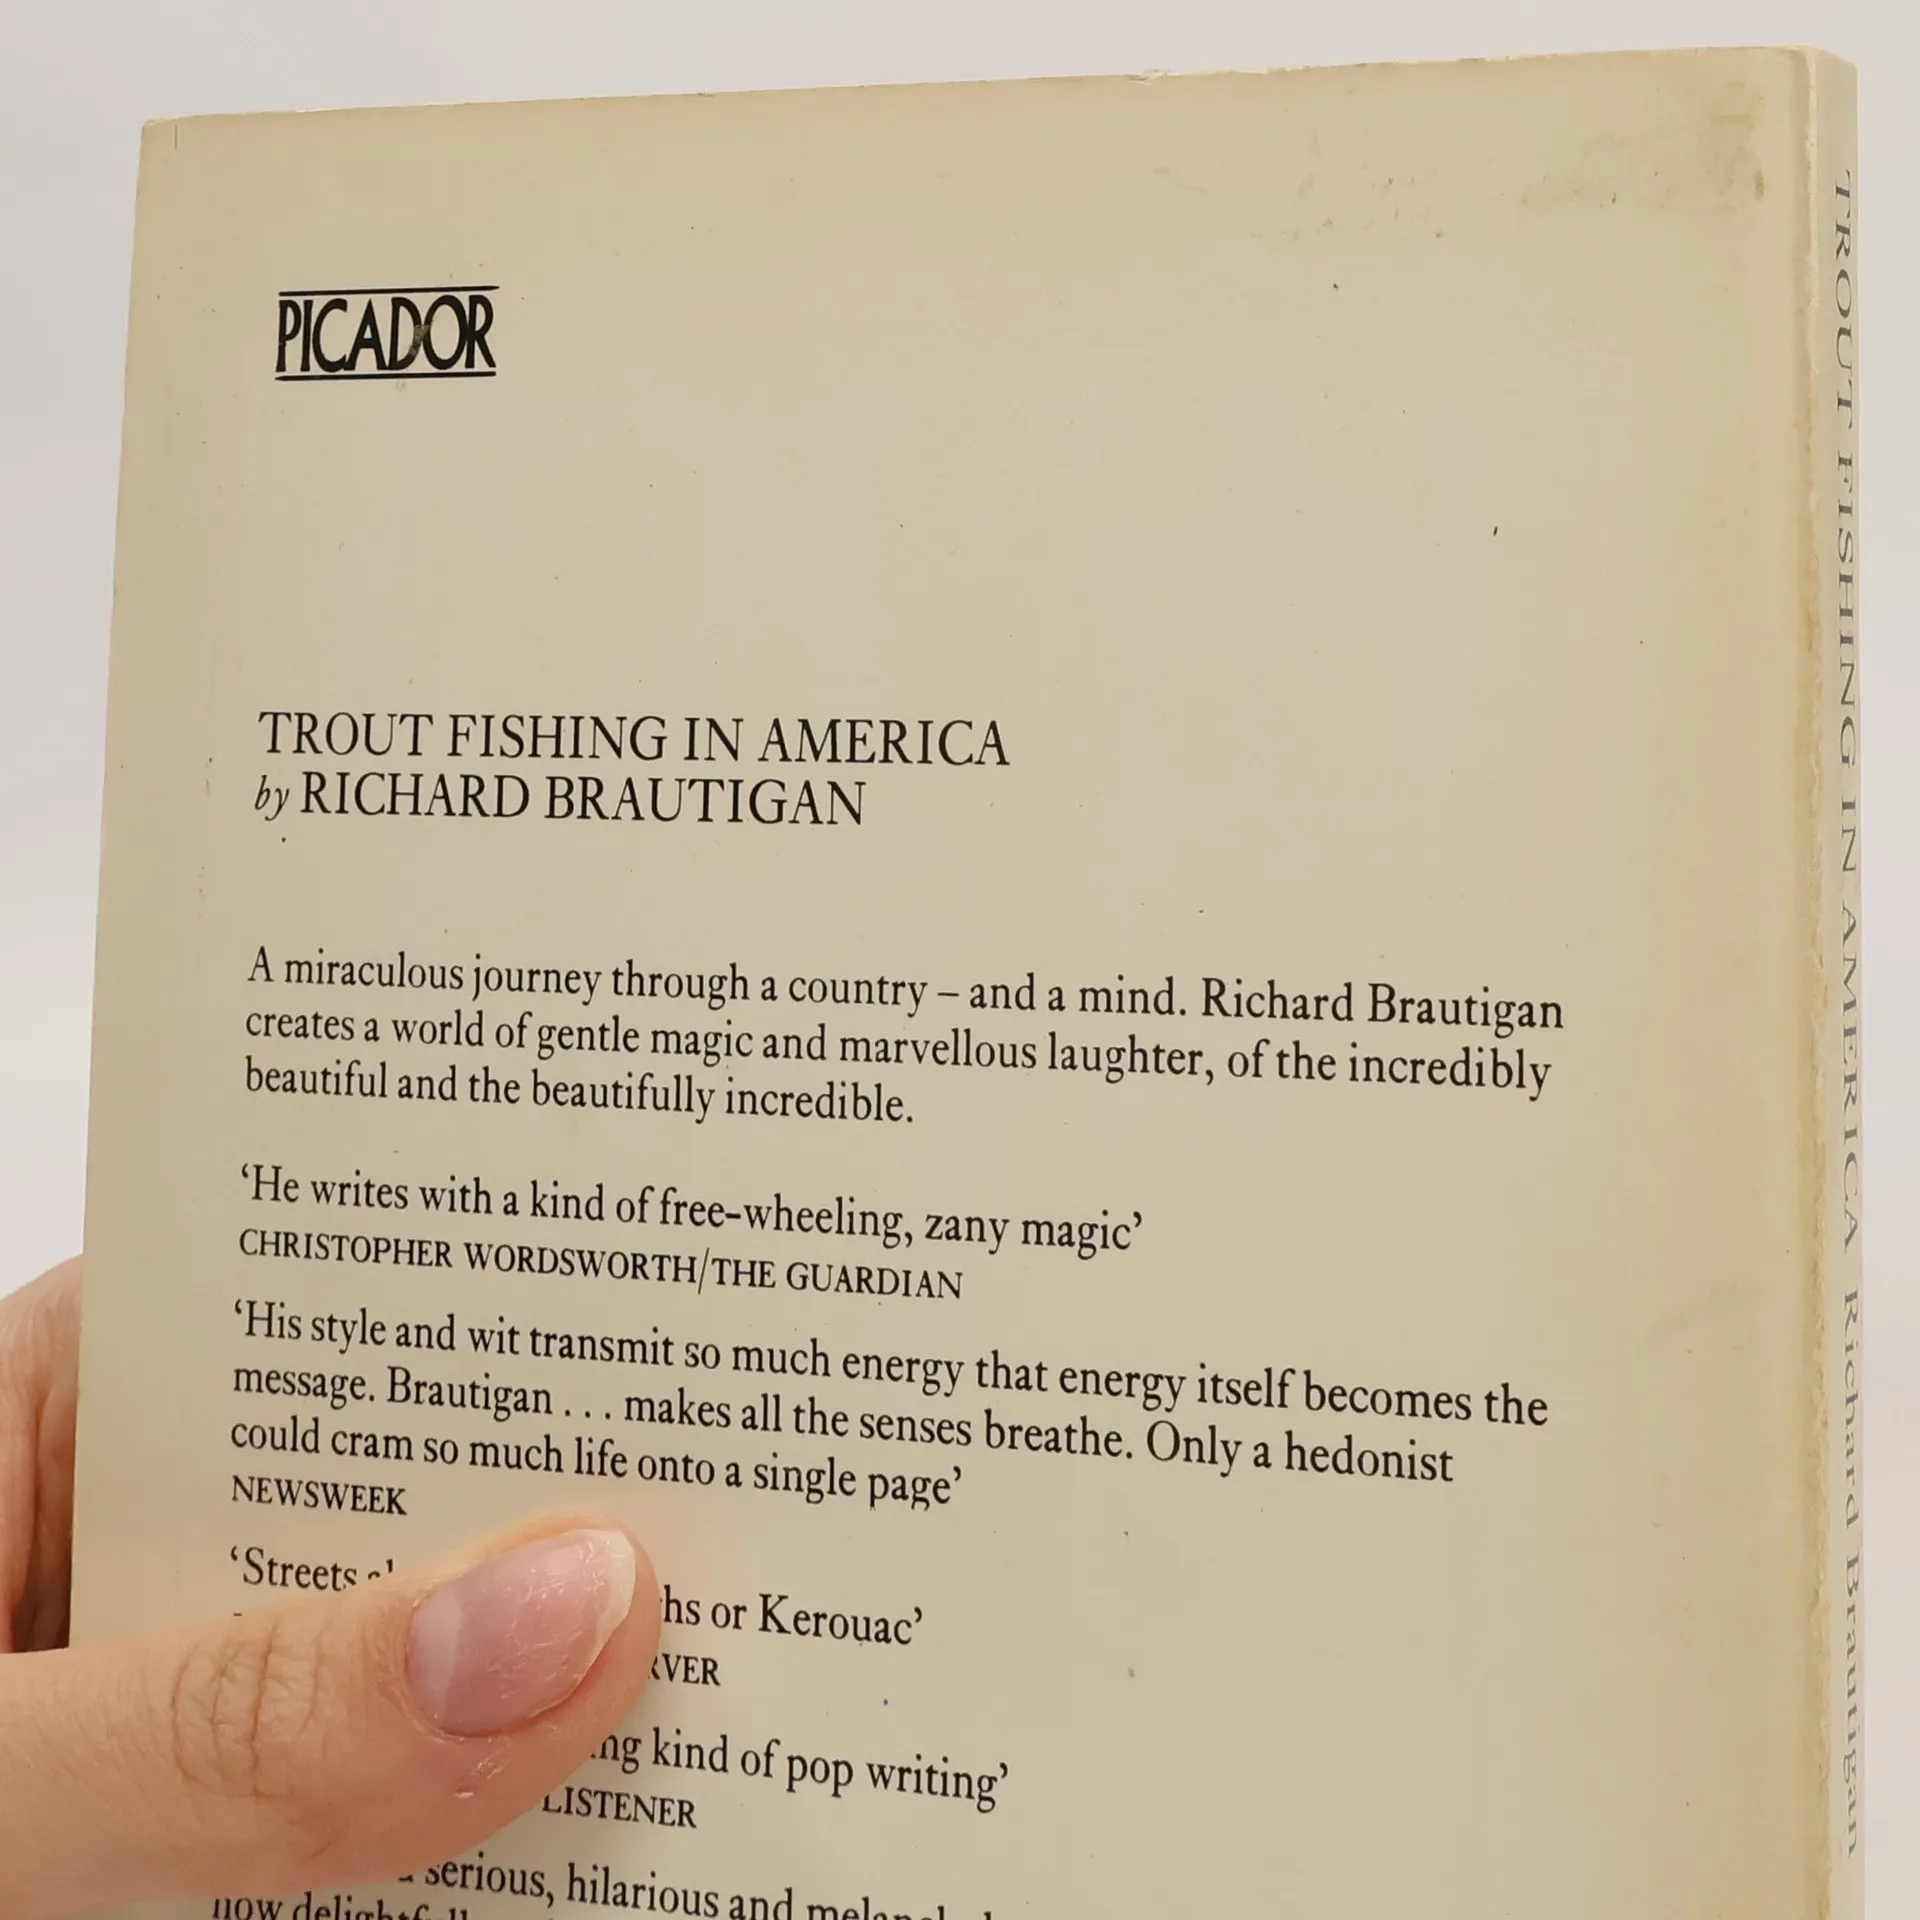 PICADOR
TROUT FISHING IN AMERICA
by RICHARD BRAUTIGAN
A miraculous journey through a country – and a mind. Richard Brautigan
creates a world of gentle magic and marvellous laughter, of the incredibly
beautiful and the beautifully incredible.
‘He writes with a kind of free-wheeling, zany magic’
CHRISTOPHER WORDSWORTH/THE GUARDIAN
‘His style and wit transmit so much energy that energy itself becomes the
message. Brautigan . . . makes all the senses breathe. Only a hedonist
could cram so much life onto a single page’
NEWSWEEK
‘Streets or Kerouac’
kind of pop writing’
LISTENER
serious, hilarious and
now
TROUT FISHING IN AMERICA Richard Brautigan